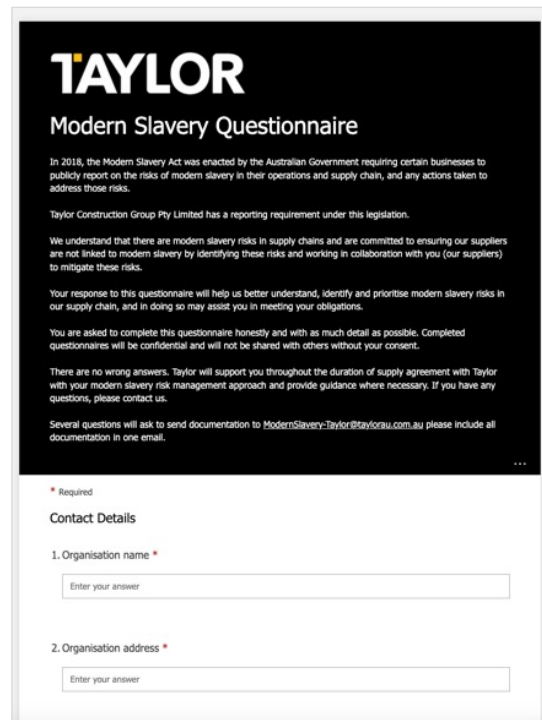 TAYLOR
Modern Slavery Questionnaire
In 2018, the Modern Slavery Act was enacted by the Australian Government requiring certain businesses to
publicly report on the risks of modern slavery in their operations and supply chain, and any actions taken to
address those risks.
Taylor Construction Group Pty Limited has a reporting requirement under this legislation.
We understand that there are modern slavery risks in supply chains and are committed to ensuring our suppliers
are not linked to modern slavery by identifying these risks and working in collaboration with you (our suppliers)
to mitigate these risks.
Your response to this questionnaire will help us better understand, identify and prioritise modern slavery risks in
our supply chain, and in doing so may assist you in meeting your obligations.
You are asked to complete this questionnaire honestly and with as much detail as possible. Completed
questionnaires will be confidential and will not be shared with others without your consent.
There are no wrong answers. Taylor will support you throughout the duration of supply agreement with Taylor
with your modern slavery risk management approach and provide guidance where necessary. If you have any
questions, please contact us.
Several questions will ask to send documentation to ModernSlavery-Taylor@taylorau.com.au please include all
documentation in one email.
...
* Required
Contact Details
1. Organisation name *
Enter your answer
2. Organisation address *
Enter your answer